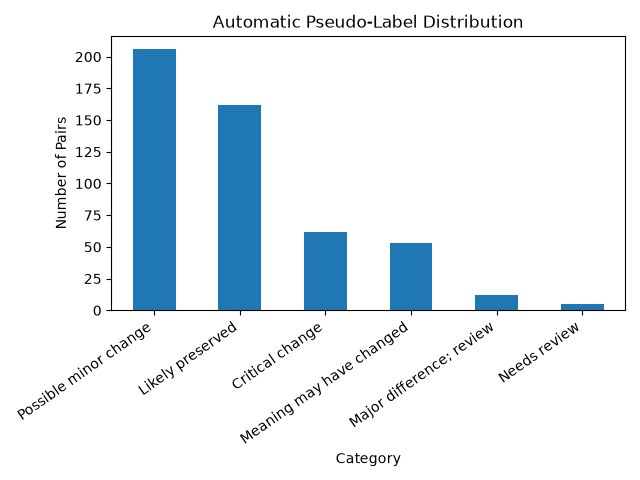 Automatic Pseudo-Label Distribution
Number of Pairs
200
175
150
125
100
75
50
25
0
Possible minor change
Likely preserved
Critical change
Meaning may have changed
Major difference; review
Needs review
Category